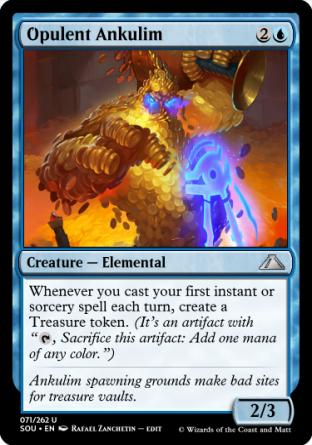 Opulent Ankulim 2
Creature — Elemental
Whenever you cast your first instant or
sorcery spell each turn, create a
Treasure token. (It's an artifact with
“, Sacrifice this artifact: Add one mana
of any color.”)
Ankulim spawning grounds make bad sites
for treasure vaults.
2/3
071/262 U
SOU • EN Rafael Zanchetin — edit
© Wizards of the Coast and Matt